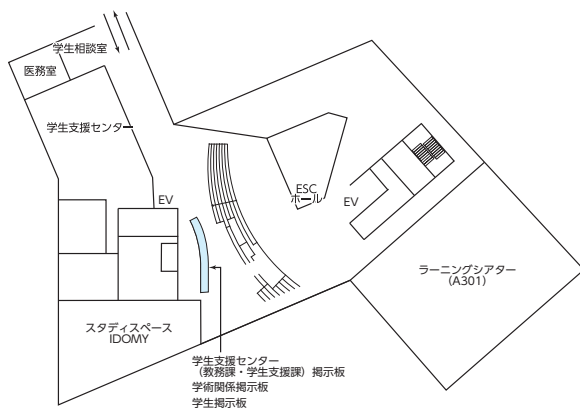 学生相談室
医務室
学生支援センター
EV
ESC
ホール
EV
ラーニングシアター
(A301)
スタディスペース
IDOMY
学生支援センター
(教務課・学生支援課)掲示板
学術関係掲示板
学生掲示板